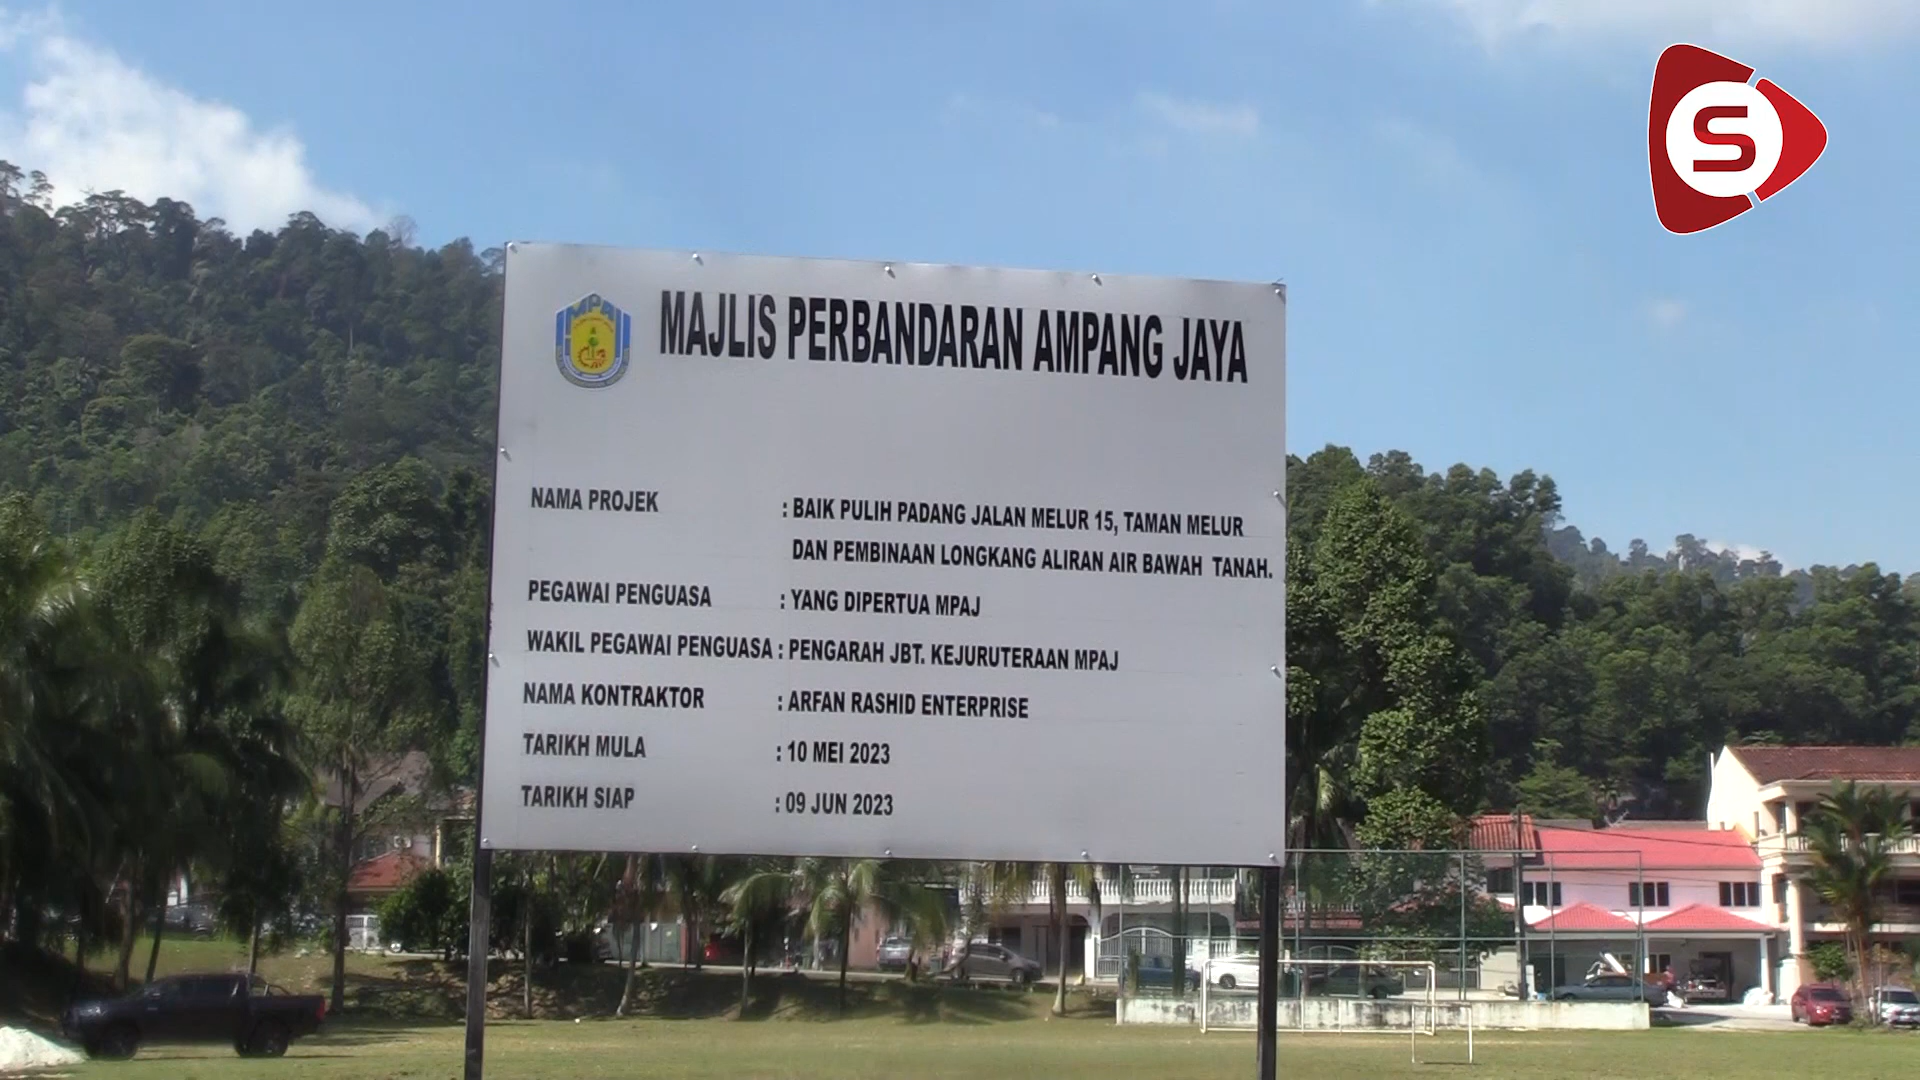 S
MPAJ
MAJLIS PERBANDARAN AMPANG JAYA
NAMA PROJEK : BAIK PULIH PADANG JALAN MELUR 15, TAMAN MELUR
DAN PEMBINAAN LONGKANG ALIRAN AIR BAWAH TANAH.
PEGAWAI PENGUASA : YANG DIPERTUA MPAJ
WAKIL PEGAWAI PENGUASA : PENGARAH JBT. KEJURUTERAAN MPAJ
NAMA KONTRAKTOR : ARFAN RASHID ENTERPRISE
TARIKH MULA : 10 MEI 2023
TARIKH SIAP : 09 JUN 2023